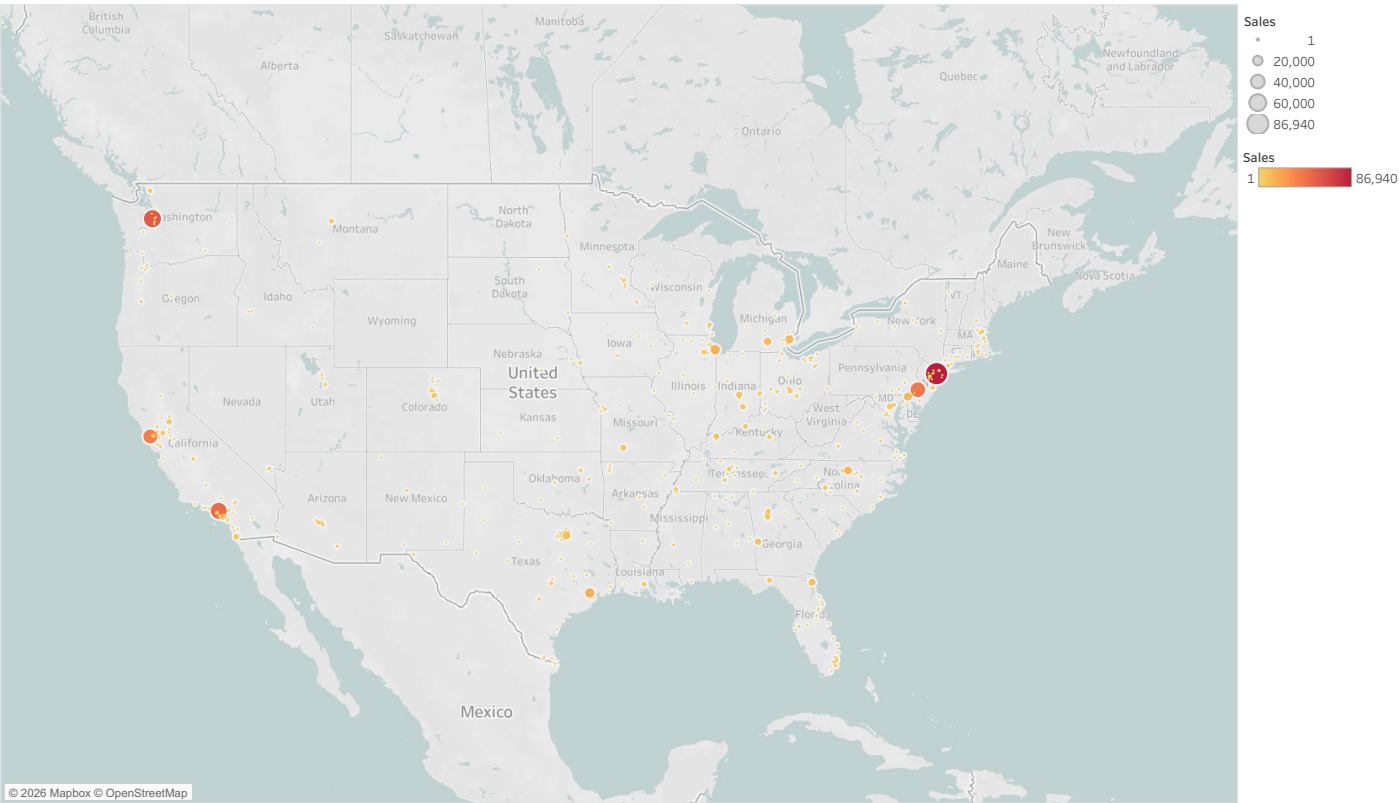 British
Columbia
Alberta
Saskatchewan
Manitoba
Ontario
Quebec
Newfoundland
and Labrador
New
Brunswick
Nova Scotia
Maine
VT
MA
New York
Pennsylvania
MD
DE
West
Virginia
Ohio
Michigan
Wisconsin
Minnesota
North
Dakota
South
Dakota
Montana
shington
Oregon
Idaho
Wyoming
Nebraska
Iowa
United
States
Illinois
Indiana
Nevada
Utah
Colorado
Kansas
Missouri
Kentucky
California
Arizona
New Mexico
Oklahoma
Arkansas
Tennessee
Mississippi
Georgia
Texas
Louisiana
Florida
Mexico
© 2026 Mapbox © OpenStreetMap
Sales
1
20,000
40,000
60,000
86,940
Sales
1 86,940